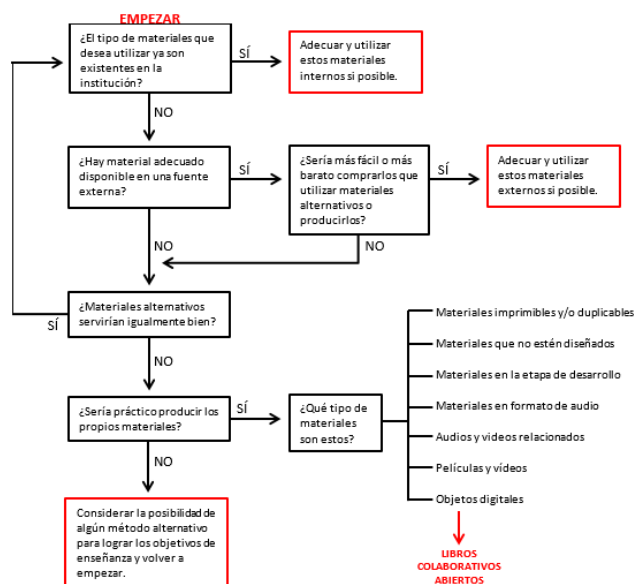 EMPEZAR
¿El tipo de materiales que
desea utilizar ya son
existentes en la
institución?
SÍ
Adecuar y utilizar
estos materiales
internos si posible.
NO
¿Hay material adecuado
disponible en una fuente
externa?
SÍ
¿Sería más fácil o más
barato comprarlos que
utilizar materiales
alternativos o
producirlos?
SÍ
Adecuar y utilizar
estos materiales
externos si posible.
NO
NO
¿Materiales alternativos
servirían igualmente bien?
SÍ
NO
¿Sería práctico producir los
propios materiales?
SÍ
¿Qué tipo de
materiales
son estos?
Materiales imprimibles y/o duplicables
Materiales que no estén diseñados
Materiales en la etapa de desarrollo
Materiales en formato de audio
Audios y videos relacionados
Películas y vídeos
Objetos digitales
NO
Considerar la posibilidad de
algún método alternativo
para lograr los objetivos de
enseñanza y volver a
empezar.
LIBROS
COLABORATIVOS
ABIERTOS